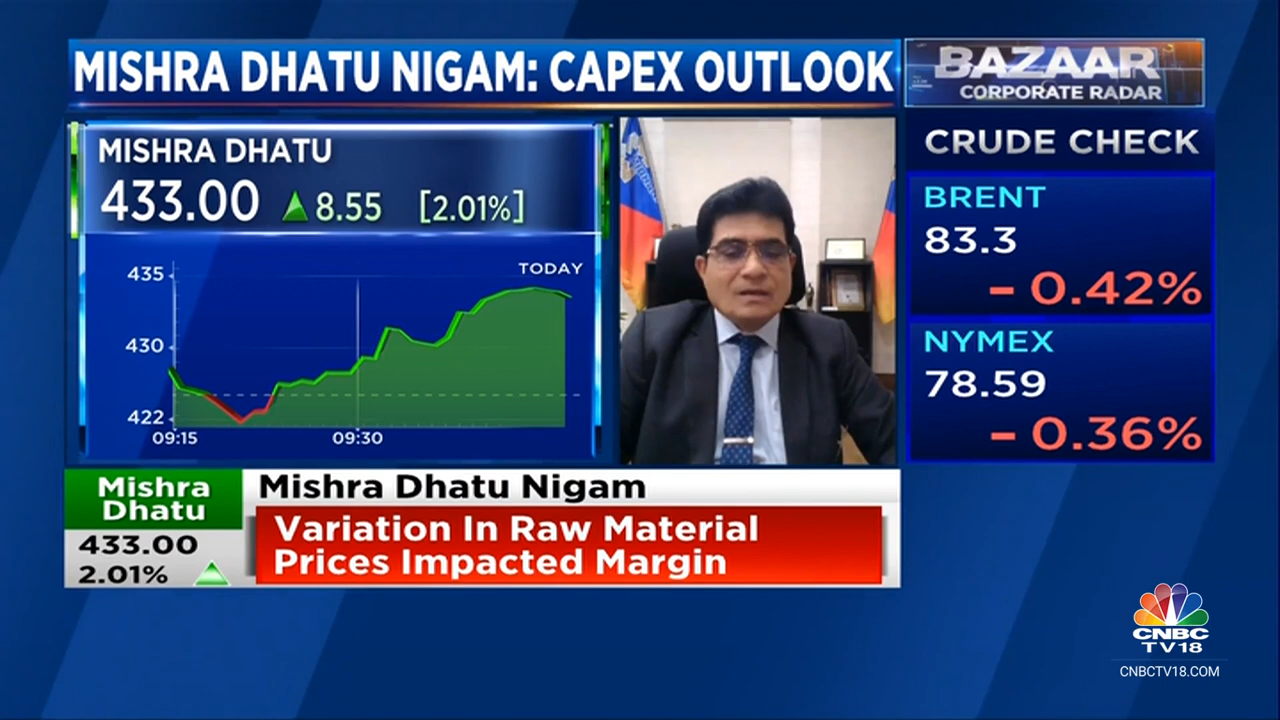 MISHRA DHATU NIGAM: CAPEX OUTLOOK
BAZAAR
CORPORATE RADAR
MISHRA DHATU
433.00 ▲ 8.55 [2.01%]
TODAY
435
430
422
09:15 09:30
CRUDE CHECK
BRENT
83.3
- 0.42%
NYMEX
78.59
- 0.36%
Mishra
Dhatu
433.00
2.01%
Mishra Dhatu Nigam
Variation In Raw Material
Prices Impacted Margin
CNBC
TV18
CNBCTV18.COM